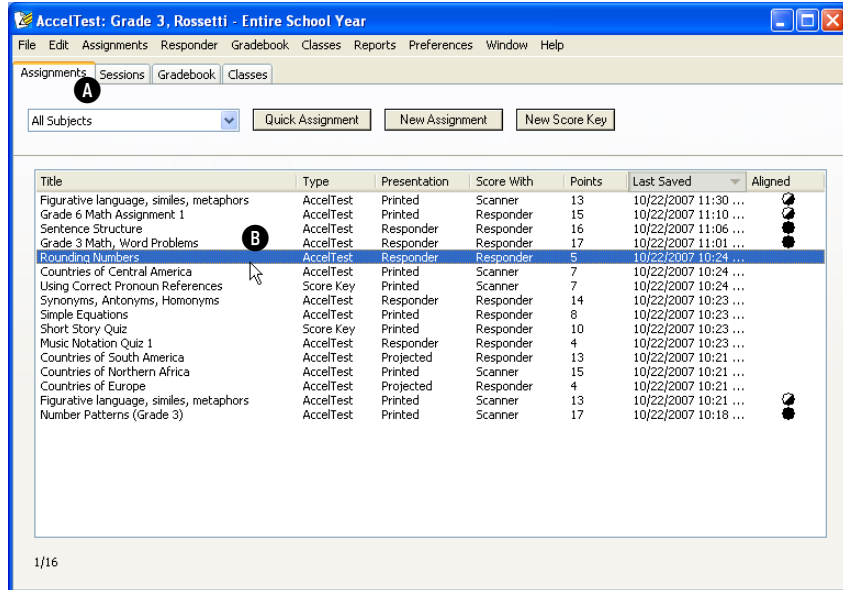 AccelTest: Grade 3, Rossetti - Entire School Year
File Edit Assignments Responder Gradebook Classes Reports Preferences Window Help
Assignments Sessions Gradebook Classes
A
All Subjects Quick Assignment New Assignment New Score Key
Title Type Presentation Score With Points Last Saved Aligned
Figurative language, similes, metaphors AccelTest Printed Scanner 13 10/22/2007 11:30 ...
Grade 6 Math Assignment 1 AccelTest Printed Scanner 15 10/22/2007 11:10 ...
Sentence Structure AccelTest Responder Responder 16 10/22/2007 11:06 ...
B
Grade 3 Math, Word Problems AccelTest Responder Responder 17 10/22/2007 11:01 ...
Rounding Numbers AccelTest Responder Responder 5 10/22/2007 10:24 ...
Countries of Central America AccelTest Printed Scanner 7 10/22/2007 10:24 ...
Using Correct Pronoun References Score Key Printed Scanner 7 10/22/2007 10:24 ...
Synonyms, Antonyms, Homonyms AccelTest Responder Responder 14 10/22/2007 10:23 ...
Simple Equations AccelTest Printed Responder 8 10/22/2007 10:23 ...
Short Story Quiz Score Key Printed Responder 10 10/22/2007 10:23 ...
Music Notation Quiz 1 AccelTest Responder Responder 4 10/22/2007 10:23 ...
Countries of South America AccelTest Projected Responder 13 10/22/2007 10:21 ...
Countries of Northern Africa AccelTest Printed Scanner 15 10/22/2007 10:21 ...
Countries of Europe AccelTest Projected Responder 4 10/22/2007 10:21 ...
Figurative language, similes, metaphors AccelTest Printed Scanner 13 10/22/2007 10:21 ...
Number Patterns (Grade 3) AccelTest Printed Scanner 17 10/22/2007 10:18 ...
1/16